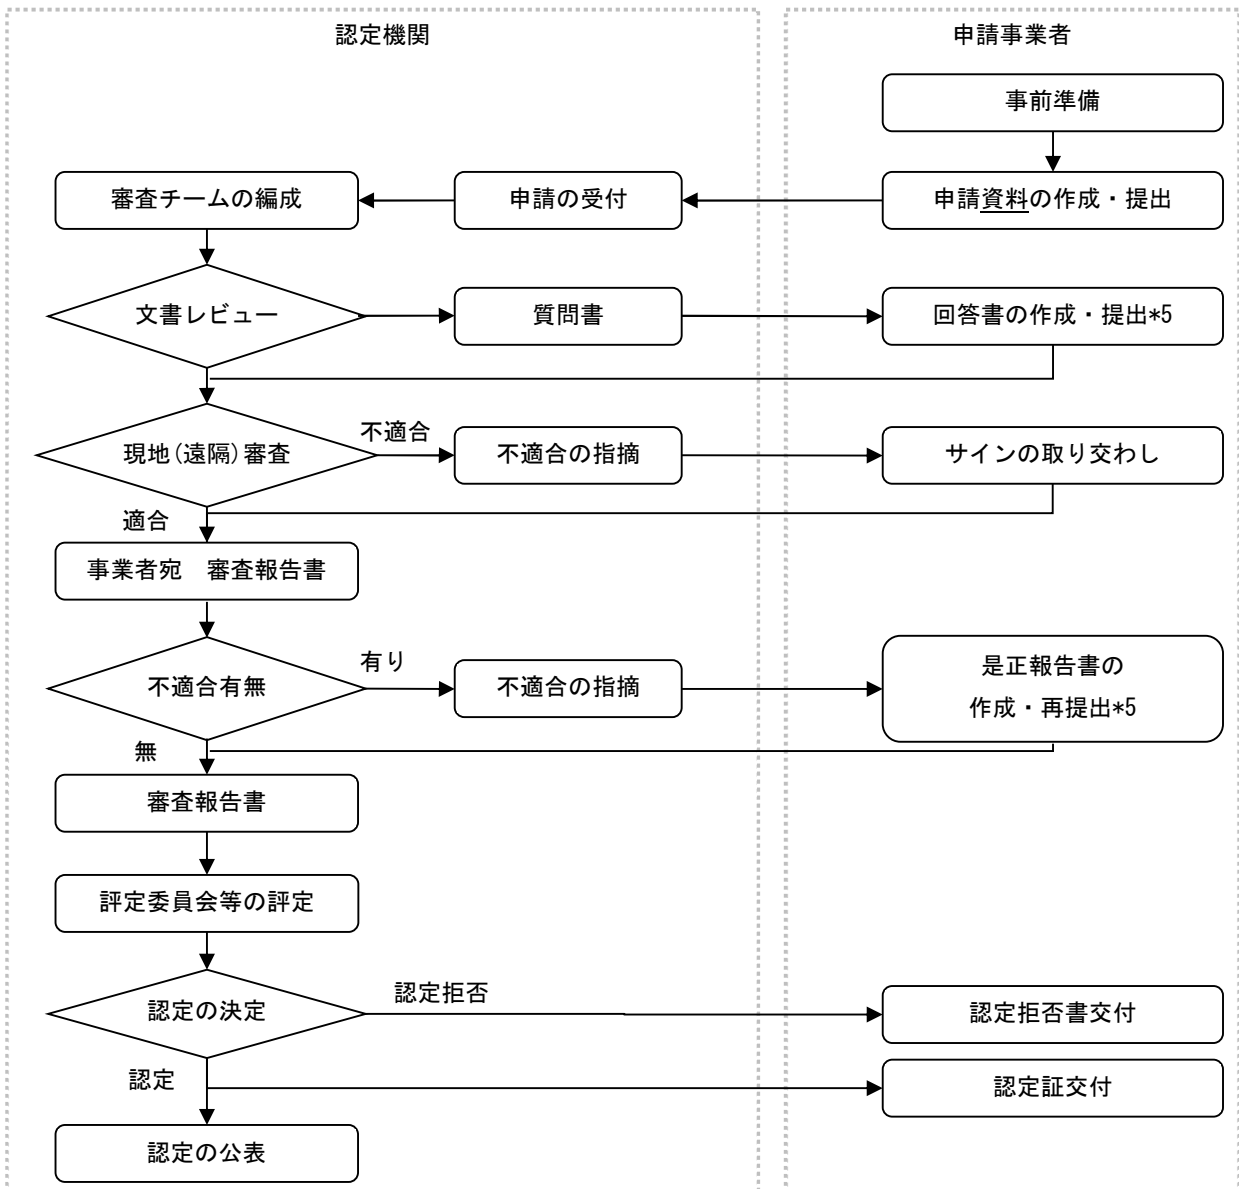 認定機関
申請事業者
事前準備
審査チームの編成
申請の受付
申請資料の作成・提出
文書レビュー
質問書
回答書の作成・提出*5
現地(遠隔)審査
不適合
不適合の指摘
サインの取り交わし
適合
事業者宛　審査報告書
不適合有無
有り
不適合の指摘
是正報告書の
作成・再提出*5
無
審査報告書
評定委員会等の評定
認定の決定
認定拒否
認定拒否書交付
認定
認定証交付
認定の公表